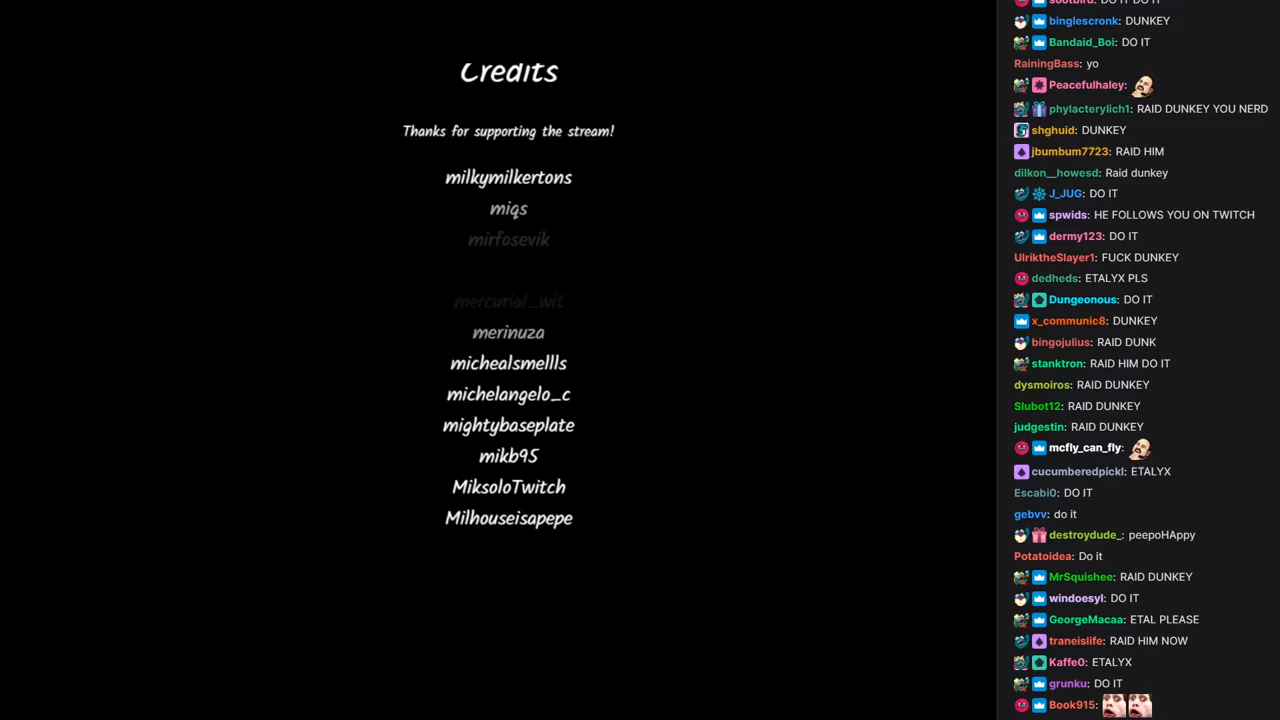 Credits
Thanks for supporting the stream!
milkymilkertons
miqs
mirfosevik
mercurial_wit
merinuza
michealsmellls
michelangelo_c
mightybaseplate
mikb95
MiksoloTwitch
Milhouseisapepe
sootbird: DO IT DO IT
binglescronk: DUNKEY
Bandaid_Boi: DO IT
RainingBass: yo
Peacefulhaley:
phylacterylich1: RAID DUNKEY YOU NERD
shghuid: DUNKEY
jbumbum7723: RAID HIM
dilkon__howesd: Raid dunkey
J_JUG: DO IT
spwids: HE FOLLOWS YOU ON TWITCH
dermy123: DO IT
UlriktheSlayer1: FUCK DUNKEY
dedheds: ETALYX PLS
Dungeonous: DO IT
x_communic8: DUNKEY
bingojulius: RAID DUNK
stanktron: RAID HIM DO IT
dysmoiros: RAID DUNKEY
Slubot12: RAID DUNKEY
judgestin: RAID DUNKEY
mcfly_can_fly:
cucumberedpickl: ETALYX
Escabi0: DO IT
gebvv: do it
destroydude_: peepoHAppy
Potatoidea: Do it
MrSquishee: RAID DUNKEY
windoesyl: DO IT
GeorgeMacaa: ETAL PLEASE
traneislife: RAID HIM NOW
Kaffe0: ETALYX
grunku: DO IT
Book915: